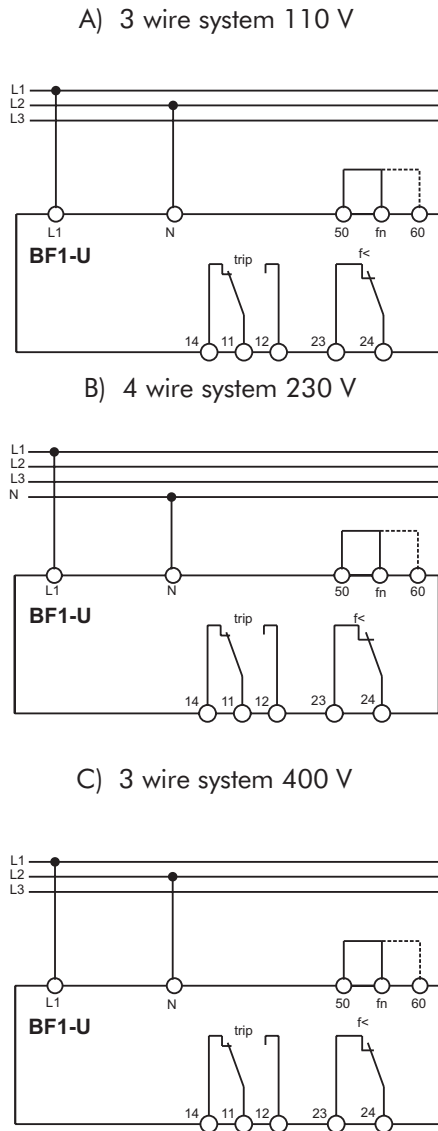 A) 3 wire system 110 V
L1
L2
L3
L1 N 50 fn 60
BF1-U
trip f<
14 11 12 23 24
B) 4 wire system 230 V
L1
L2
L3
N
L1 N 50 fn 60
BF1-U
trip f<
14 11 12 23 24
C) 3 wire system 400 V
L1
L2
L3
L1 N 50 fn 60
BF1-U
trip f<
14 11 12 23 24